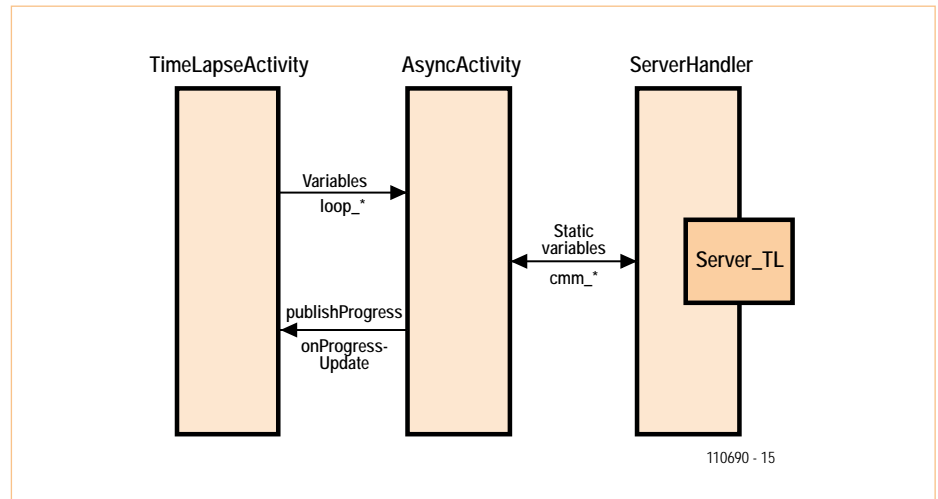 TimeLapseActivity
AsyncActivity
ServerHandler
Variables
loop_*
Static
variables
cmm_*
Server_TL
publishProgress
onProgress-
Update
110690 - 15